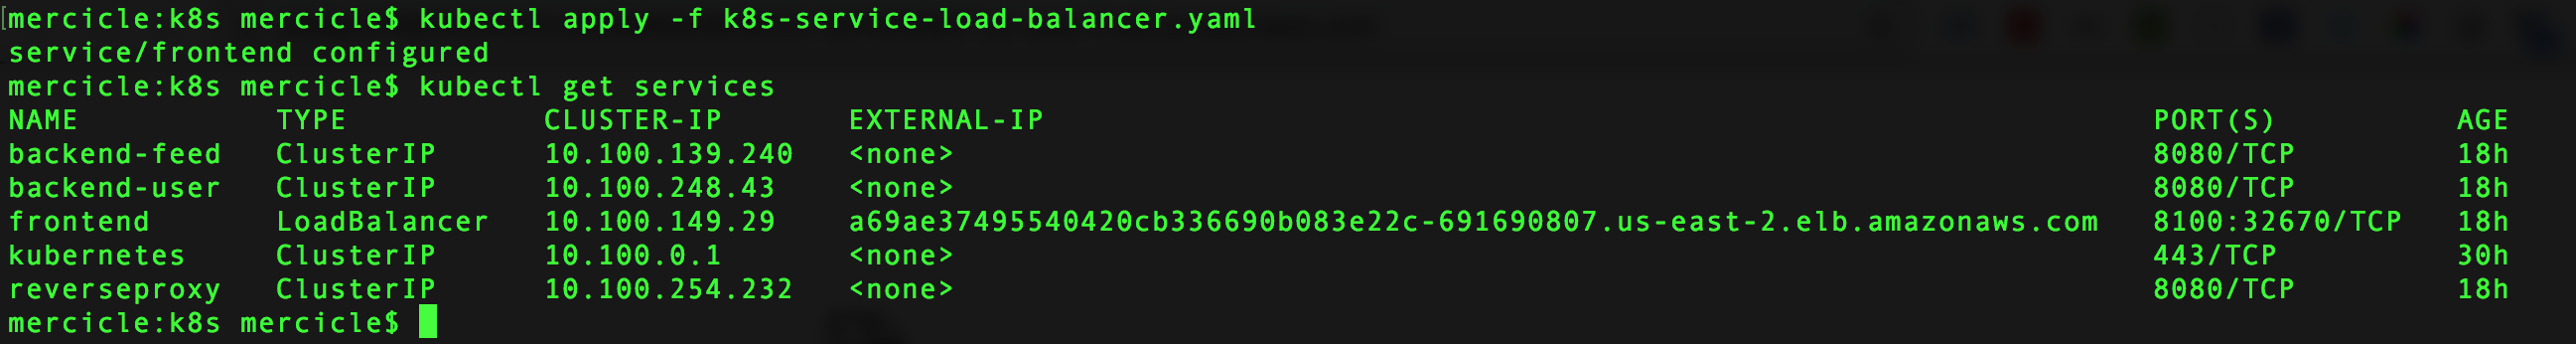 [mercicle:k8s mercicle$ kubectl apply -f k8s-service-load-balancer.yaml
service/frontend configured
mercicle:k8s mercicle$ kubectl get services
NAME TYPE CLUSTER-IP EXTERNAL-IP PORT(S) AGE
backend-feed ClusterIP 10.100.139.240 <none> 8080/TCP 18h
backend-user ClusterIP 10.100.248.43 <none> 8080/TCP 18h
frontend LoadBalancer 10.100.149.29 a69ae37495540420cb336690b083e22c-691690807.us-east-2.elb.amazonaws.com 8100:32670/TCP 18h
kubernetes ClusterIP 10.100.0.1 <none> 443/TCP 30h
reverseproxy ClusterIP 10.100.254.232 <none> 8080/TCP 18h
mercicle:k8s mercicle$